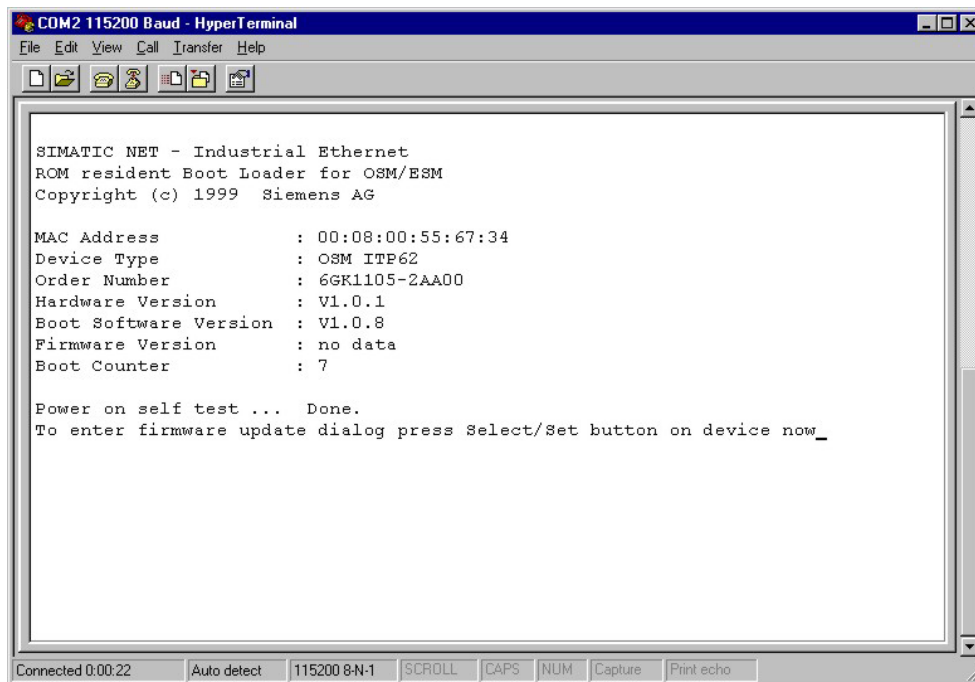 COM2 115200 Baud - HyperTerminal
File Edit View Call Transfer Help
SIMATIC NET - Industrial Ethernet
ROM resident Boot Loader for OSM/ESM
Copyright (c) 1999  Siemens AG
MAC Address : 00:08:00:55:67:34
Device Type : OSM ITP62
Order Number : 6GK1105-2AA00
Hardware Version : V1.0.1
Boot Software Version : V1.0.8
Firmware Version : no data
Boot Counter : 7
Power on self test ...  Done.
To enter firmware update dialog press Select/Set button on device now_
Connected 0:00:22 Auto detect 115200 8-N-1 SCROLL CAPS NUM Capture Print echo